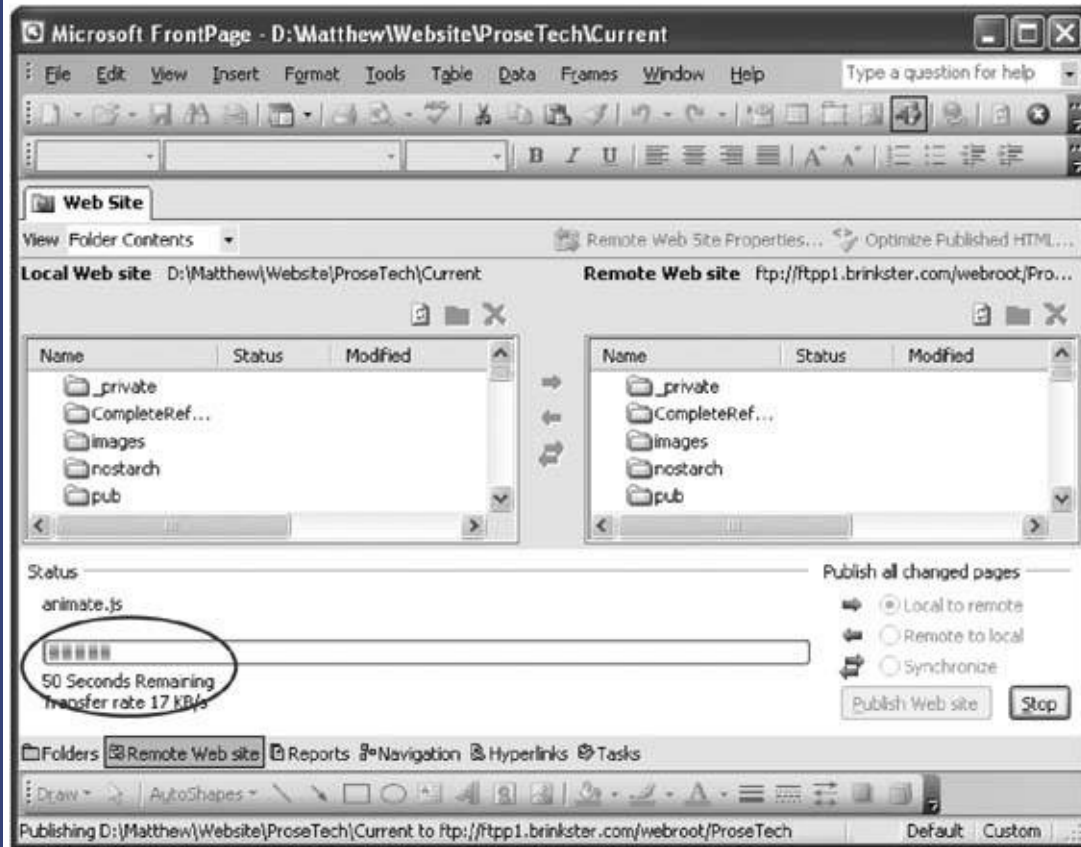 Microsoft FrontPage - D:\Matthew\Website\ProseTech\Current
File Edit View Insert Format Tools Table Data Frames Window Help Type a question for help
B I U A A
Web Site
View Folder Contents Remote Web Site Properties... Optimize Published HTML...
Local Web site D:\Matthew\Website\ProseTech\Current Remote Web site ftp://ftpp1.brinkster.com/webroot/Pro...
Name Status Modified Name Status Modified
_private _private
CompleteRef... CompleteRef...
images images
nostarch nostarch
pub pub
Status Publish all changed pages
animate.js Local to remote
Remote to local
50 Seconds Remaining Synchronize
Transfer rate 17 KB/s Publish Web site Stop
Folders Remote Web site Reports Navigation Hyperlinks Tasks
Draw AutoShapes A
Publishing D:\Matthew\Website\ProseTech\Current to ftp://ftpp1.brinkster.com/webroot/ProseTech Default Custom